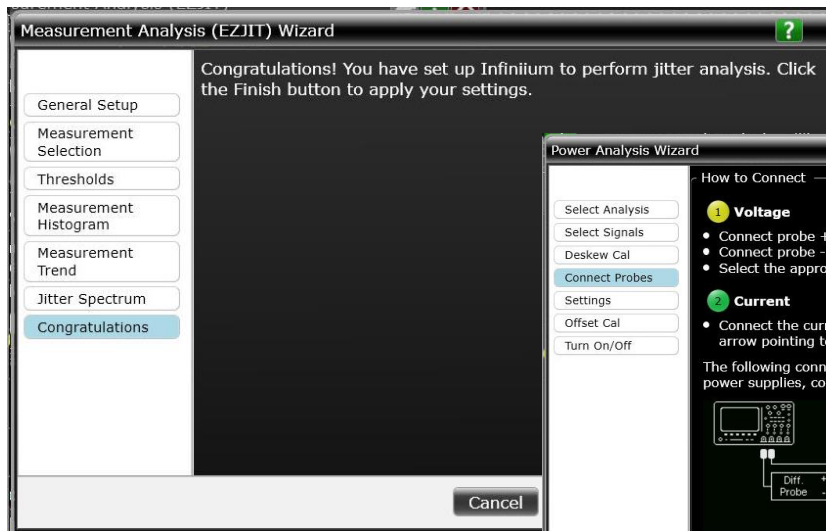 Measurement Analysis (EZJIT) Wizard
?
Congratulations! You have set up Infiniium to perform jitter analysis. Click
the Finish button to apply your settings.
General Setup
Measurement
Selection
Thresholds
Measurement
Histogram
Measurement
Trend
Jitter Spectrum
Congratulations
Cancel
Power Analysis Wizard
Select Analysis
Select Signals
Deskew Cal
Connect Probes
Settings
Offset Cal
Turn On/Off
How to Connect
1 Voltage
• Connect probe +
• Connect probe -
• Select the appro
2 Current
• Connect the curr
arrow pointing t
The following conn
power supplies, co
Diff. +
Probe -